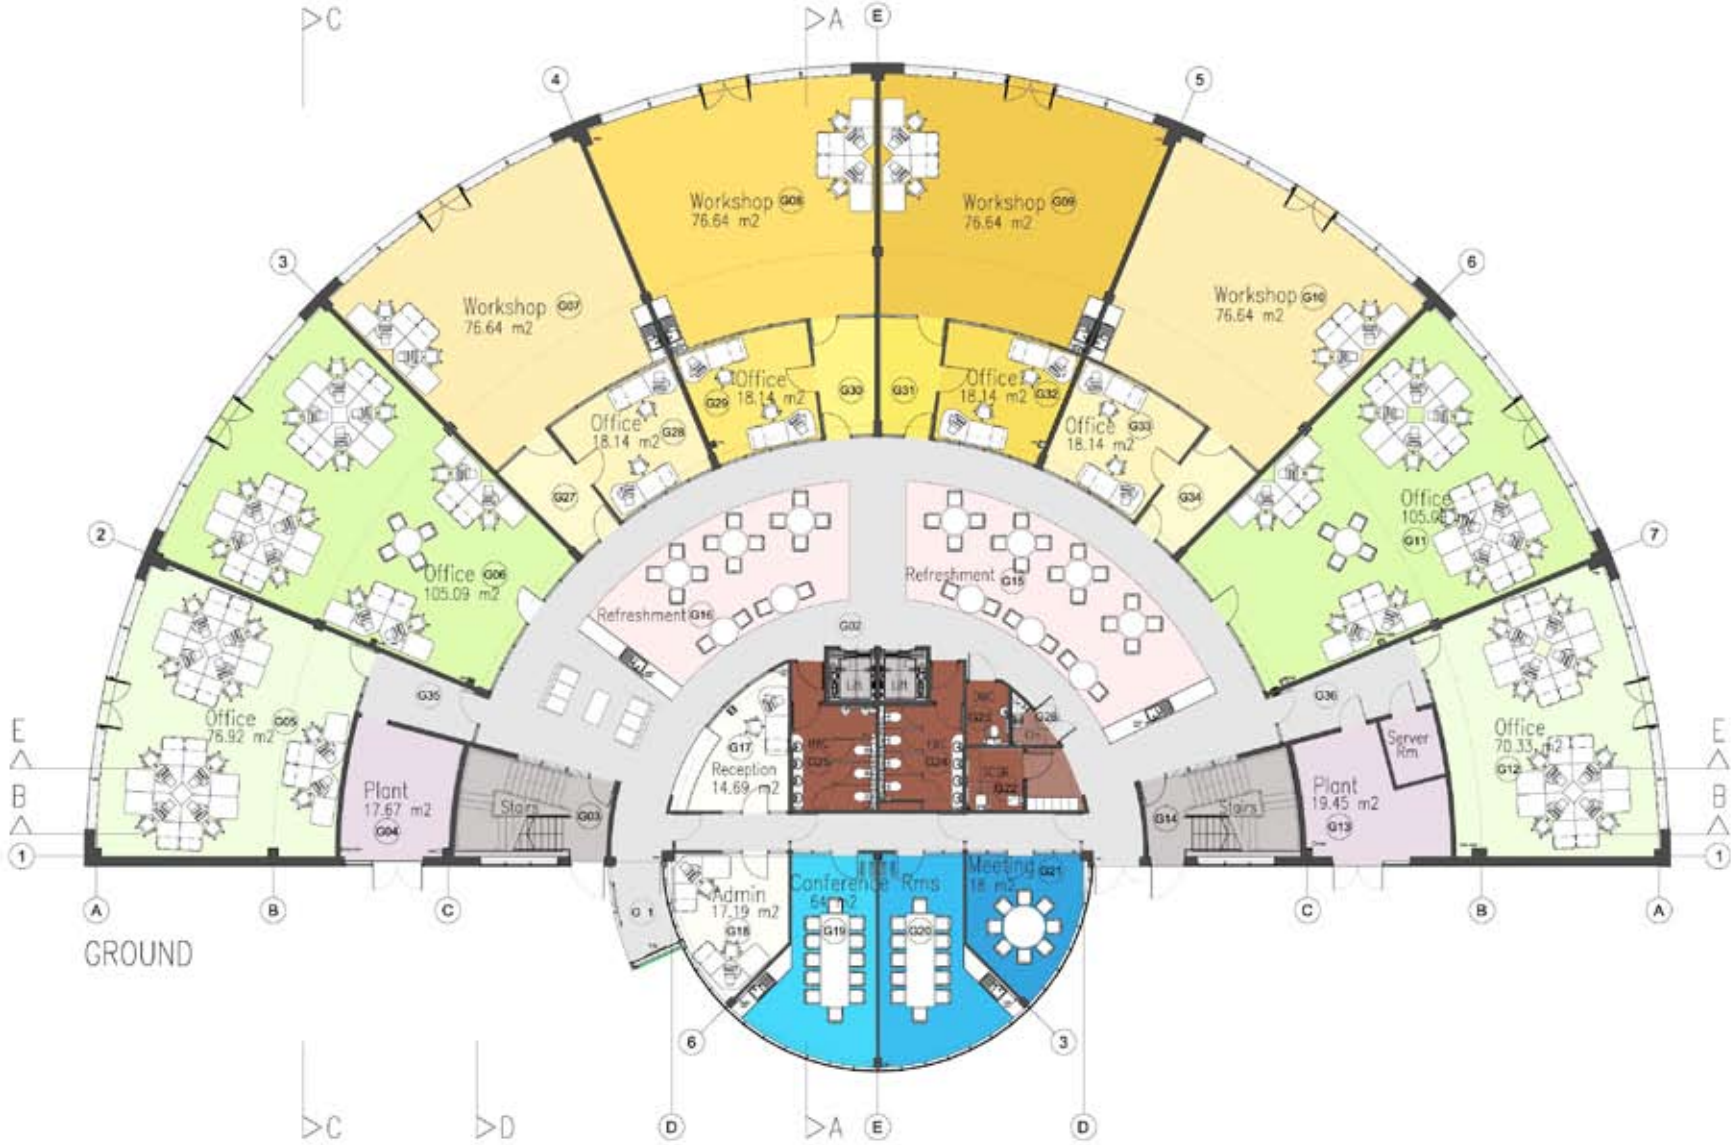 >C
>A
E
4
5
3
6
Workshop G08
76.64 m2
Workshop G09
76.64 m2
Workshop G07
76.64 m2
Workshop G10
76.64 m2
Office
G29
18.14 m2
G30
G31
Office
G32
18.14 m2
Office
G28
18.14 m2
G27
Office
G33
18.14 m2
G34
2
7
Office G06
105.09 m2
Office
G11
Refreshment G16
Refreshment G15
G02
Office G05
76.92 m2
G35
G36
Office
70.33 m2
G12
Lift
Lift
G17
Reception
14.69 m2
G25
G24
G23
G26
G22
Server
Rm
Plant
17.67 m2
G04
Stairs
G03
G14
Stairs
Plant
19.45 m2
G13
E
B
E
B
1
1
A
B
C
Admin
17.19 m2
G18
Conference Rms
G19
G20
Meeting G21
18 m2
C
B
A
GROUND
6
3
>C
>D
D
>A
E
D